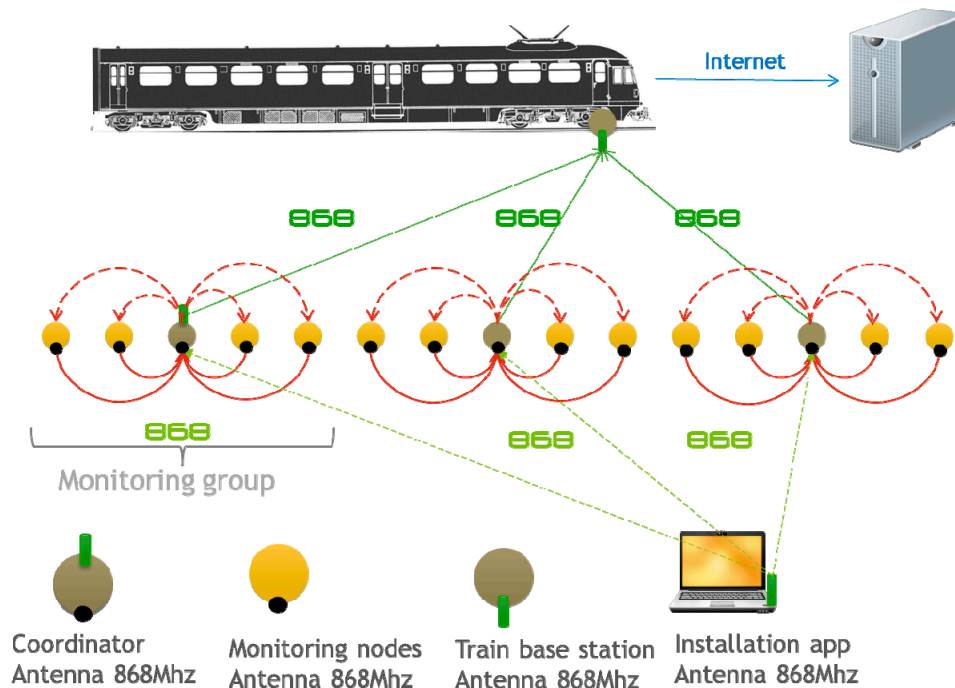 Internet
868
868
868
868
868
868
Monitoring group
Coordinator
Antenna 868Mhz
Monitoring nodes
Antenna 868Mhz
Train base station
Antenna 868Mhz
Installation app
Antenna 868Mhz